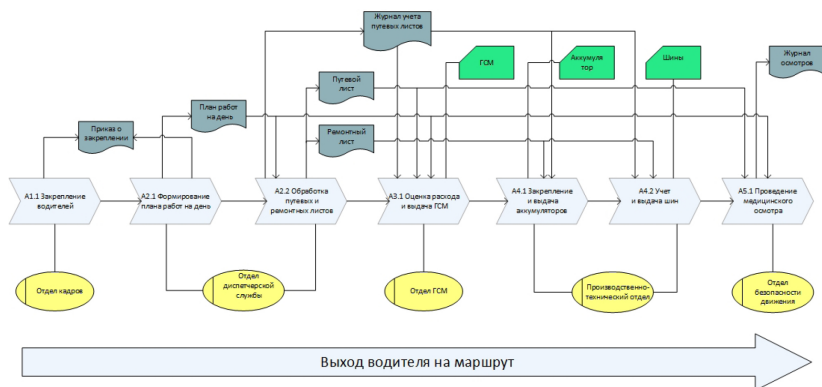 Журнал учета
путевых листов
ГСМ
Аккумуля
тор
Шины
Журнал
осмотров
Путевой
лист
План работ
на день
Приказ о
закреплении
Ремонтный
лист
А1.1 Закрепление
водителей
А2.1 Формирование
плана работ на день
А2.2 Обработка
путевых и
ремонтных листов
А3.1 Оценка расхода
и выдача ГСМ
А4.1 Закрепление
и выдача
аккумуляторов
А4.2 Учет
и выдача шин
А5.1 Проведение
медицинского
осмотра
Отдел кадров
Отдел
диспетчерской
службы
Отдел ГСМ
Производственно-
технический отдел
Отдел
безопасности
движения
Выход водителя на маршрут